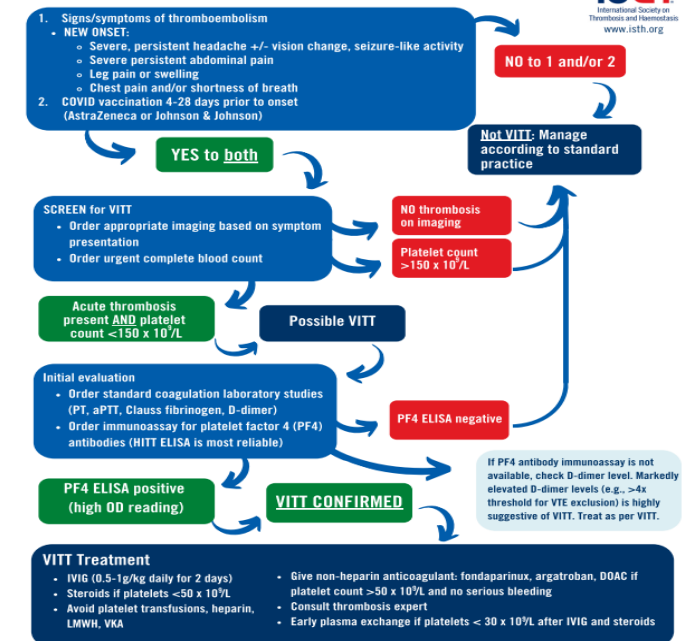 International Society on
Thrombosis and Haemostasis
www.isth.org
1. Signs/symptoms of thromboembolism
• NEW ONSET:
○ Severe, persistent headache +/- vision change, seizure-like activity
○ Severe persistent abdominal pain
○ Leg pain or swelling
○ Chest pain and/or shortness of breath
2. COVID vaccination 4-28 days prior to onset
(AstraZeneca or Johnson & Johnson)
NO to 1 and/or 2
Not VITT: Manage
according to standard
practice
YES to both
SCREEN for VITT
• Order appropriate imaging based on symptom
presentation
• Order urgent complete blood count
NO thrombosis
on imaging
Platelet count
>150 x 10⁹/L
Acute thrombosis
present AND platelet
count <150 x 10⁹/L
Possible VITT
Initial evaluation
• Order standard coagulation laboratory studies
(PT, aPTT, Clauss fibrinogen, D-dimer)
• Order immunoassay for platelet factor 4 (PF4)
antibodies (HITT ELISA is most reliable)
PF4 ELISA negative
If PF4 antibody immunoassay is not
available, check D-dimer level. Markedly
elevated D-dimer levels (e.g., >4x
threshold for VTE exclusion) is highly
suggestive of VITT. Treat as per VITT.
PF4 ELISA positive
(high OD reading)
VITT CONFIRMED
VITT Treatment
• IVIG (0.5-1g/kg daily for 2 days)
• Steroids if platelets <50 x 10⁹/L
• Avoid platelet transfusions, heparin,
LMWH, VKA
• Give non-heparin anticoagulant: fondaparinux, argatroban, DOAC if
platelet count >50 x 10⁹/L and no serious bleeding
• Consult thrombosis expert
• Early plasma exchange if platelets < 30 x 10⁹/L after IVIG and steroids